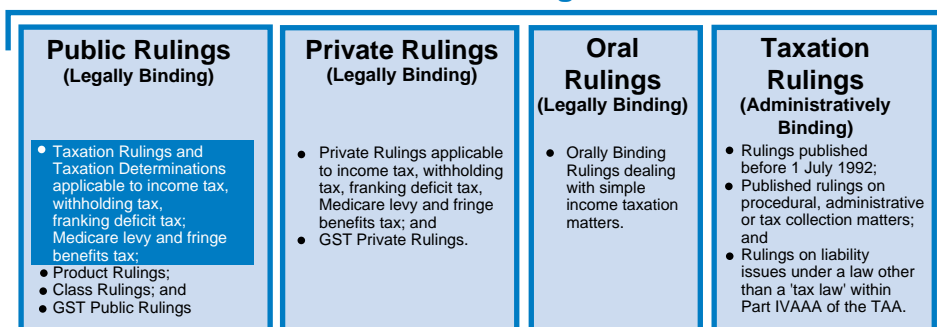 Public Rulings
(Legally Binding)
• Taxation Rulings and
Taxation Determinations
applicable to income tax,
withholding tax,
franking deficit tax;
Medicare levy and fringe
benefits tax;
• Product Rulings;
• Class Rulings; and
• GST Public Rulings
Private Rulings
(Legally Binding)
• Private Rulings applicable
to income tax, withholding
tax, franking deficit tax,
Medicare levy and fringe
benefits tax; and
• GST Private Rulings.
Oral
Rulings
(Legally Binding)
• Orally Binding
Rulings dealing
with simple
income taxation
matters.
Taxation
Rulings
(Administratively
Binding)
• Rulings published
before 1 July 1992;
• Published rulings on
procedural, administrative
or tax collection matters;
and
• Rulings on liability
issues under a law other
than a 'tax law' within
Part IVAAA of the TAA.